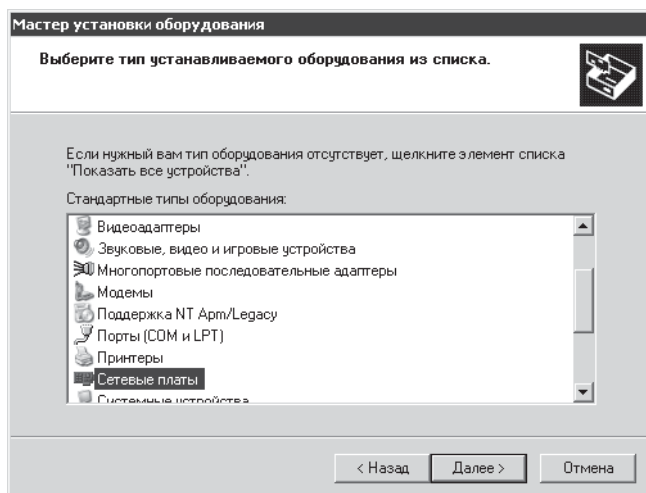 Мастер установки оборудования
Выберите тип устанавливаемого оборудования из списка.
Если нужный вам тип оборудования отсутствует, щелкните элемент списка
"Показать все устройства".
Стандартные типы оборудования:
Видеоадаптеры
Звуковые, видео и игровые устройства
Многопортовые последовательные адаптеры
Модемы
Поддержка NT Apm/Legacy
Порты (COM и LPT)
Принтеры
Сетевые платы
Системные устройства
< Назад
Далее >
Отмена